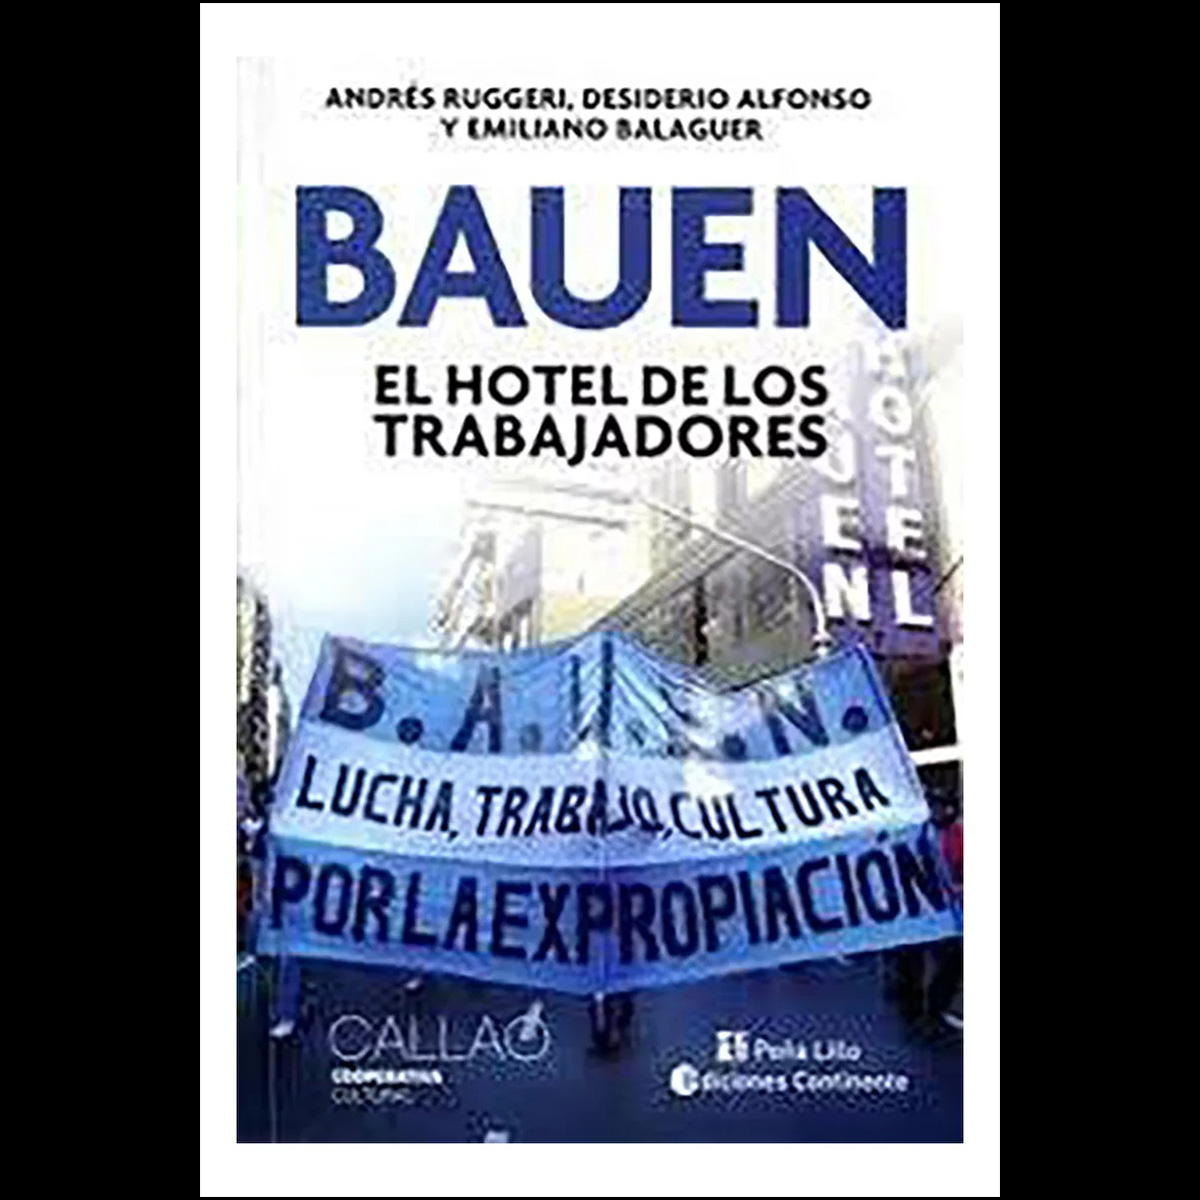 ANDRÉS RUGGERI, DESIDERIO ALFONSO
Y EMILIANO BALAGUER
BAUEN
EL HOTEL DE LOS
TRABAJADORES
HOTEL
BAUEN
B.A.U.E.N.
LUCHA, TRABAJO, CULTURA
POR LA EXPROPIACIÓN
CALLAO
COOPERATIVA
CULTURAL
Peña Lillo
Ediciones Continente